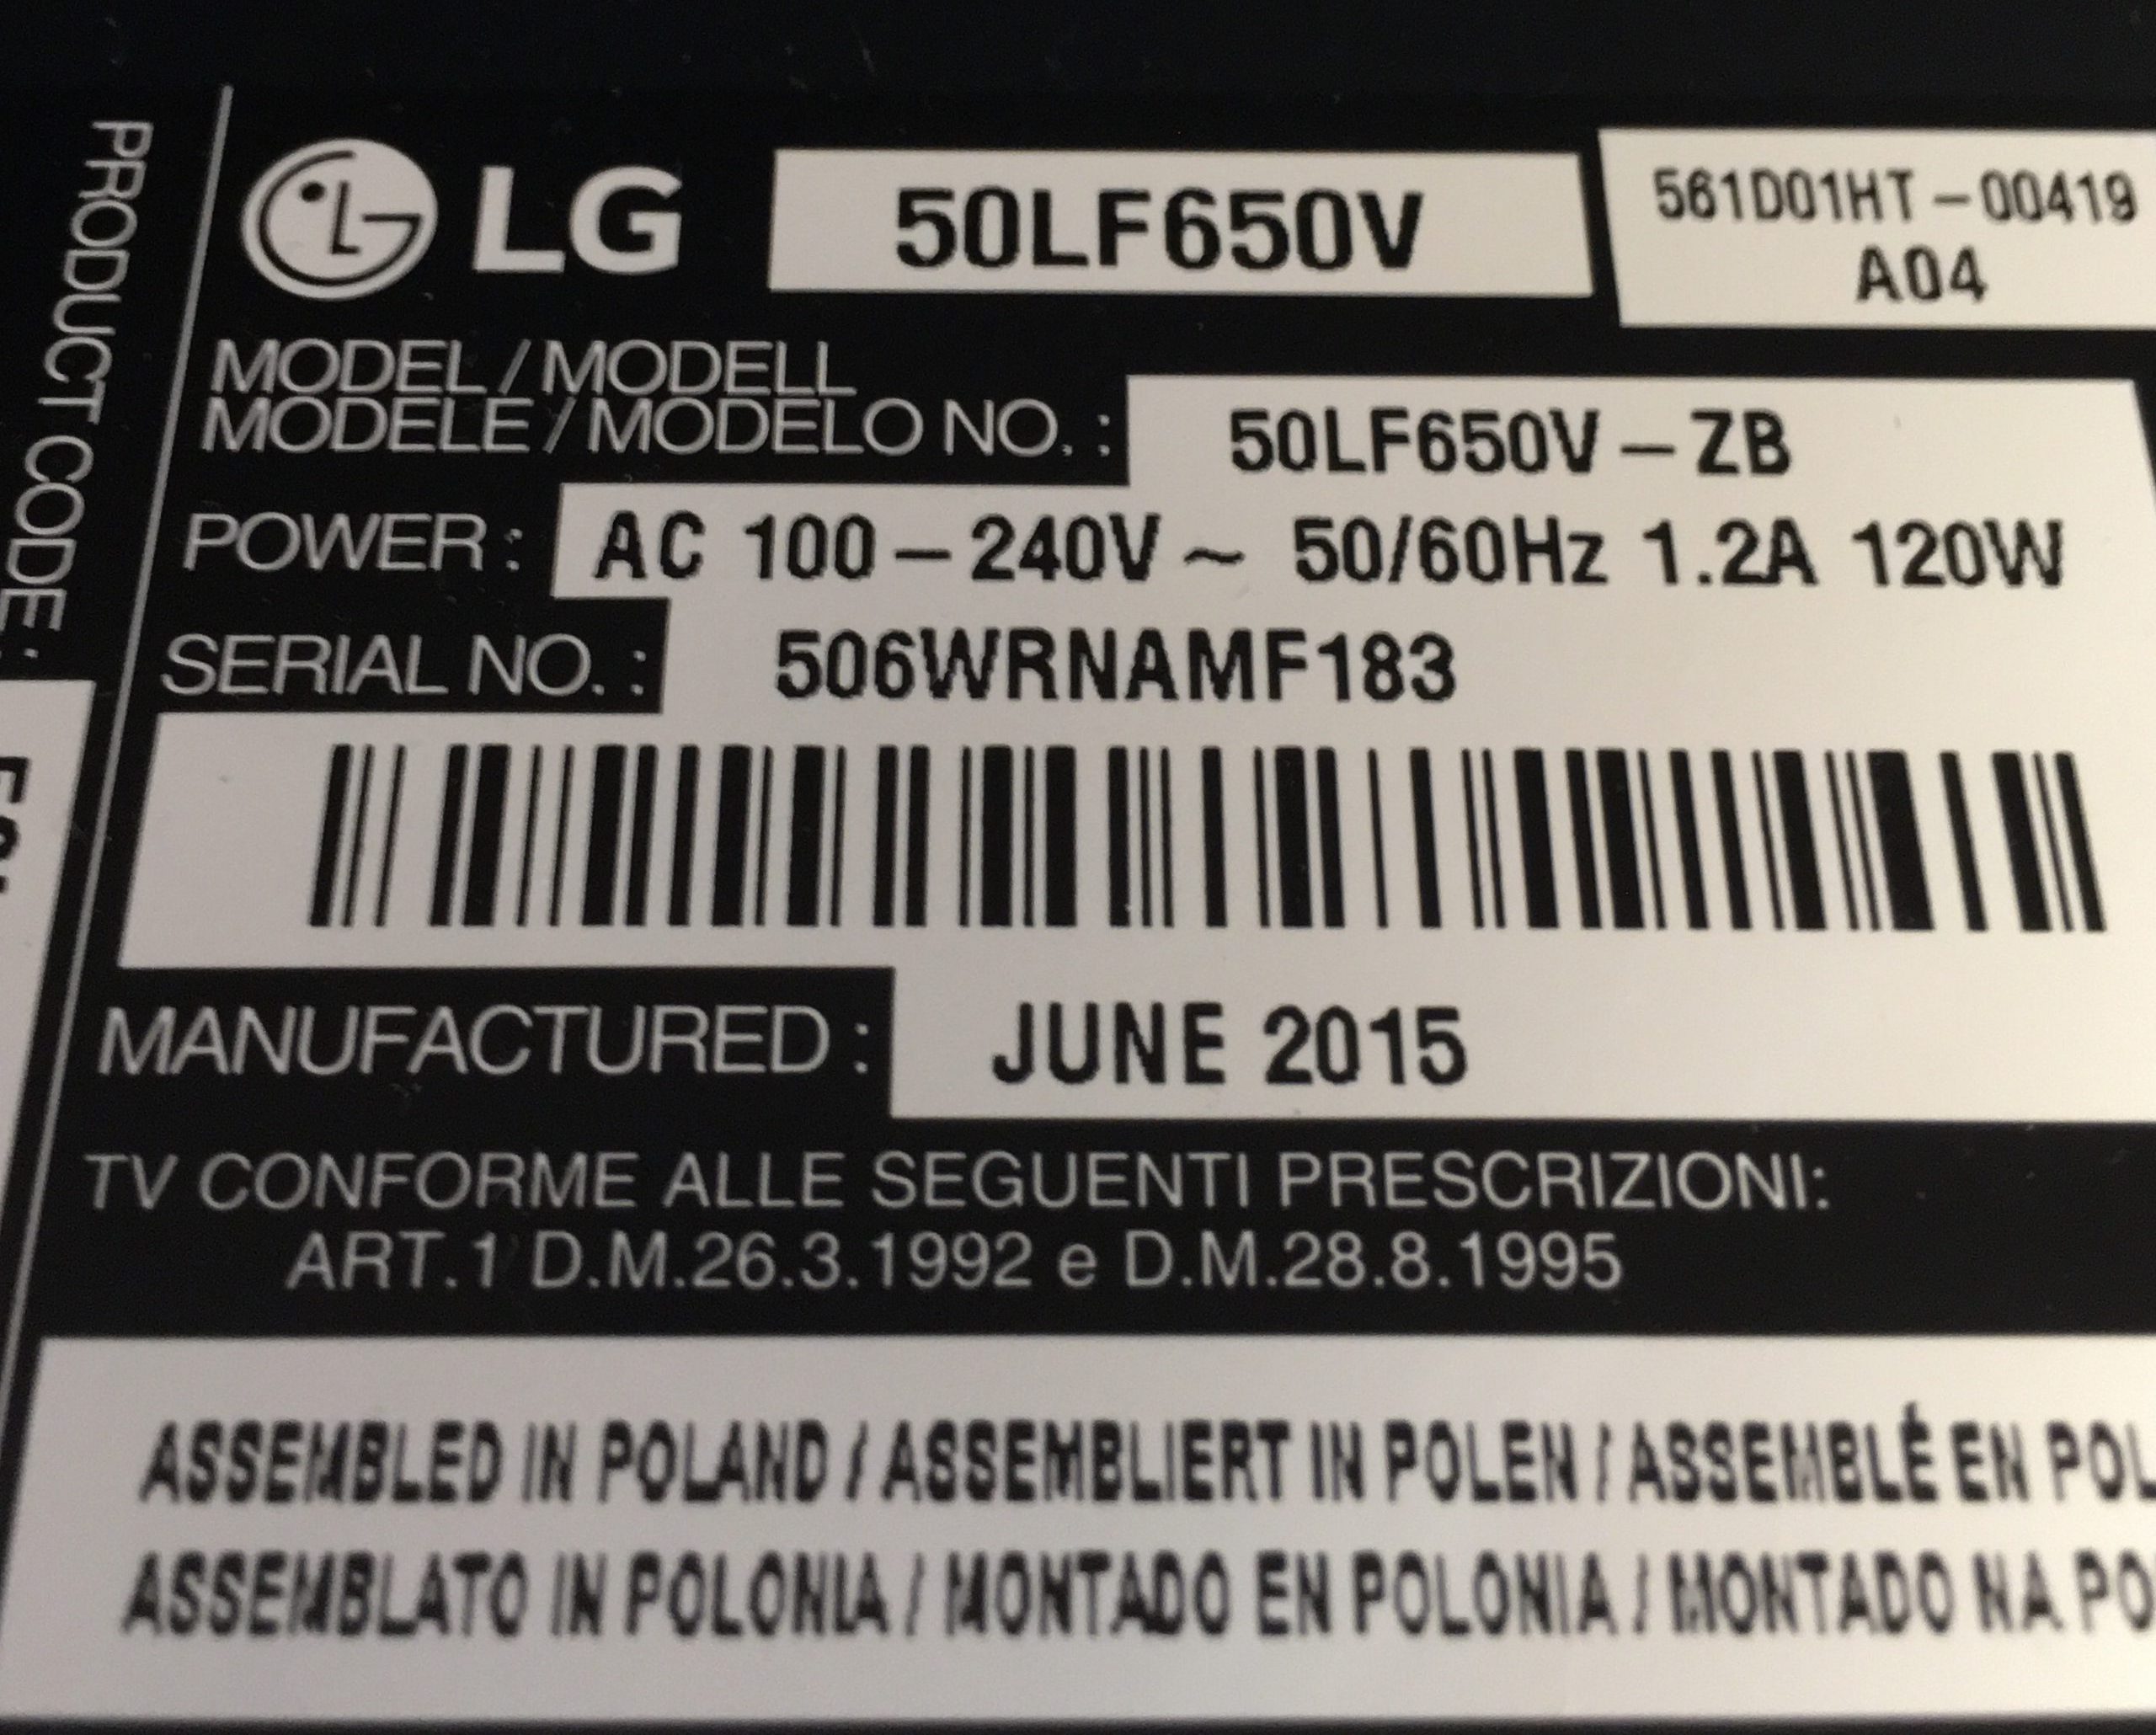 PRODUCT CODE :
LG 50LF650V
561D01HT-00419
A04
MODEL / MODELL
MODELE / MODELO NO. : 50LF650V-ZB
POWER : AC 100-240V~ 50/60Hz 1.2A 120W
SERIAL NO. : 506WRNAMF183
MANUFACTURED : JUNE 2015
TV CONFORME ALLE SEGUENTI PRESCRIZIONI:
ART.1 D.M.26.3.1992 e D.M.28.8.1995
ASSEMBLED IN POLAND / ASSEMBLIERT IN POLEN / ASSEMBLÉ EN POL
ASSEMBLATO IN POLONIA / MONTADO EN POLONIA / MONTADO NA PO